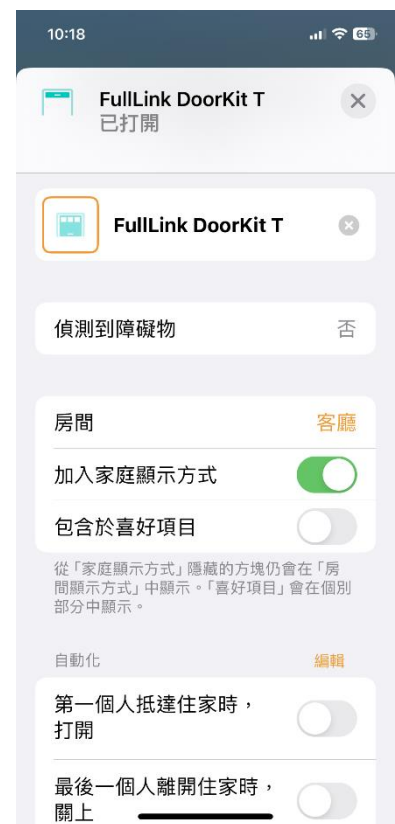 10:18
65
FullLink DoorKit T
已打開
FullLink DoorKit T
偵測到障礙物
否
房間
客廳
加入家庭顯示方式
包含於喜好項目
從「家庭顯示方式」隱藏的方塊仍會在「房
間顯示方式」中顯示。「喜好項目」會在個別
部分中顯示。
自動化
編輯
第一個人抵達住家時，
打開
最後一個人離開住家時，
關上